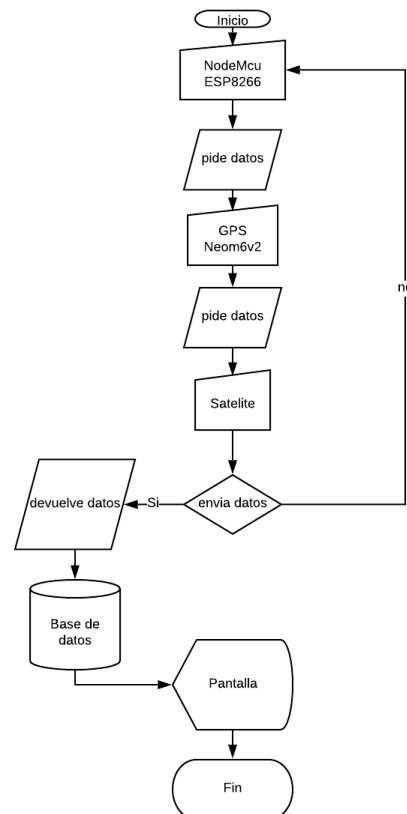 Inicio
NodeMcu
ESP8266
pide datos
GPS
Neom6v2
pide datos
Satelite
envia datos
Si
devuelve datos
Base de
datos
Pantalla
Fin